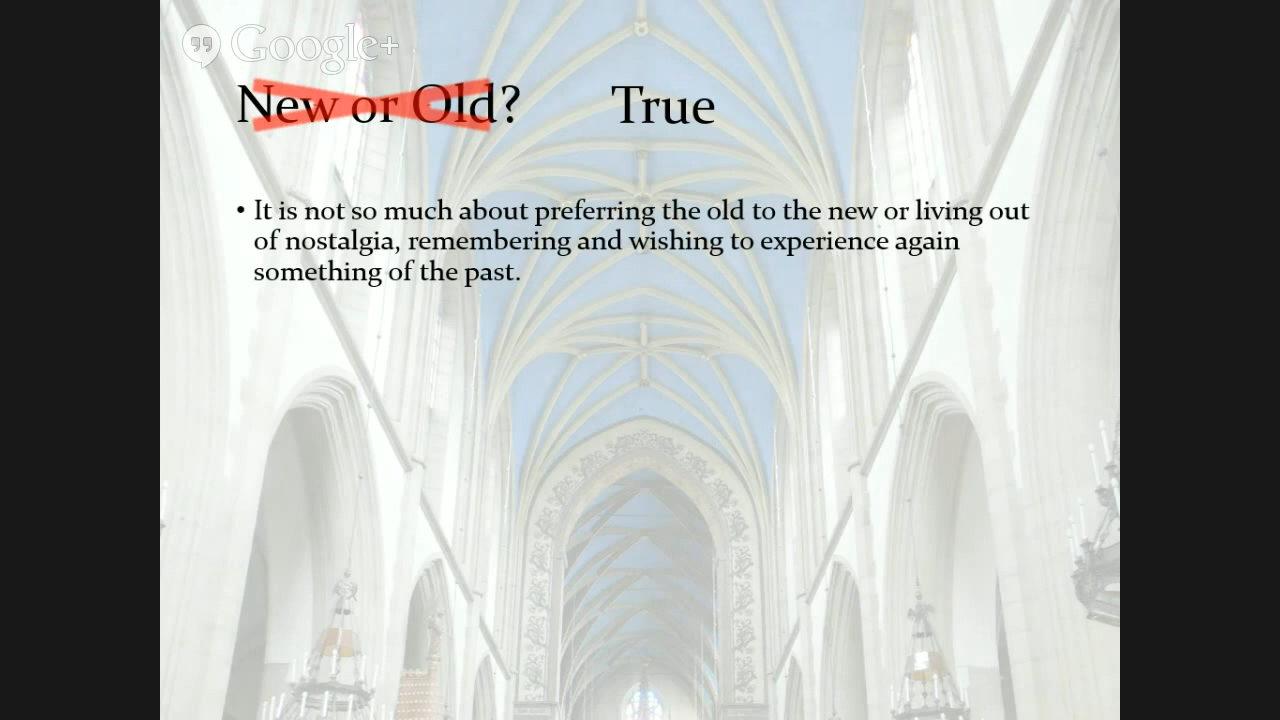 Google+
New or Old? True
• It is not so much about preferring the old to the new or living out
of nostalgia, remembering and wishing to experience again
something of the past.